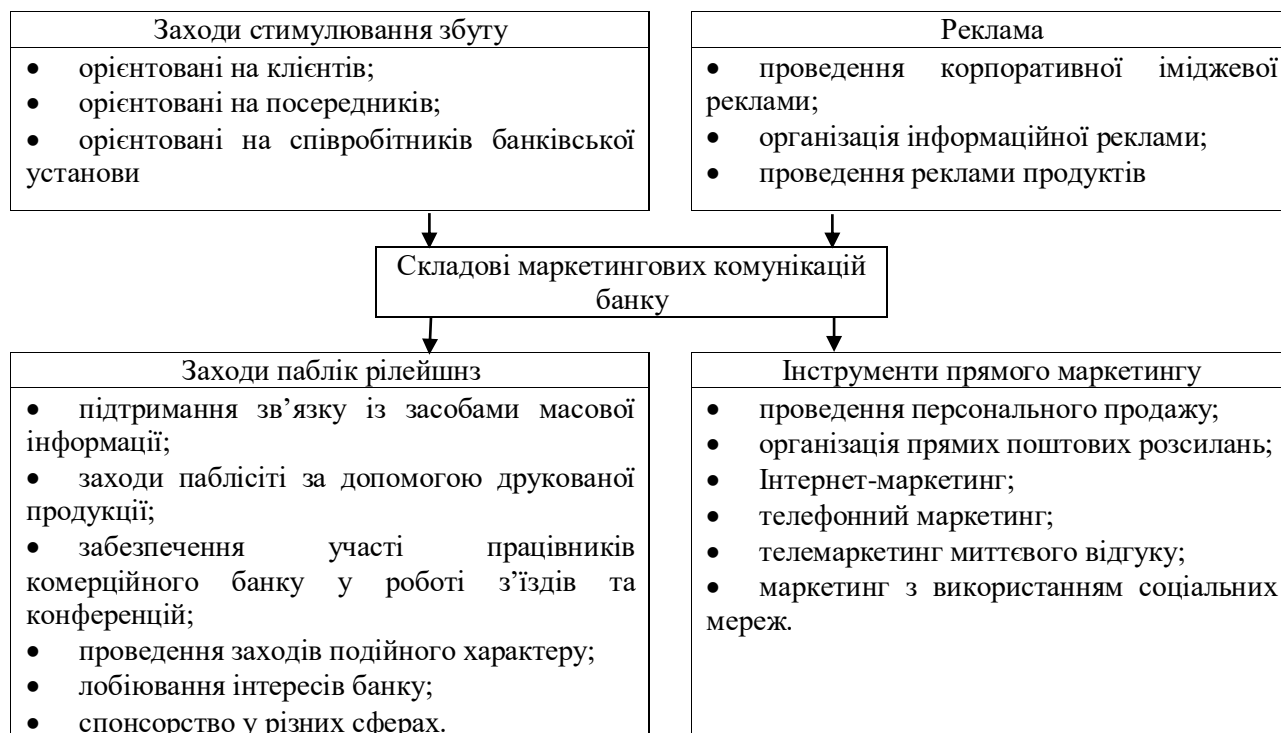 Заходи стимулювання збуту
• орієнтовані на клієнтів;
• орієнтовані на посередників;
• орієнтовані на співробітників банківської
установи
Реклама
• проведення корпоративної іміджевої
реклами;
• організація інформаційної реклами;
• проведення реклами продуктів
Складові маркетингових комунікацій
банку
Заходи паблік рілейшнз
• підтримання зв’язку із засобами масової
інформації;
• заходи паблісіті за допомогою друкованої
продукції;
• забезпечення участі працівників
комерційного банку у роботі з’їздів та
конференцій;
• проведення заходів подійного характеру;
• лобіювання інтересів банку;
• спонсорство у різних сферах.
Інструменти прямого маркетингу
• проведення персонального продажу;
• організація прямих поштових розсилань;
• Інтернет-маркетинг;
• телефонний маркетинг;
• телемаркетинг миттєвого відгуку;
• маркетинг з використанням соціальних
мереж.